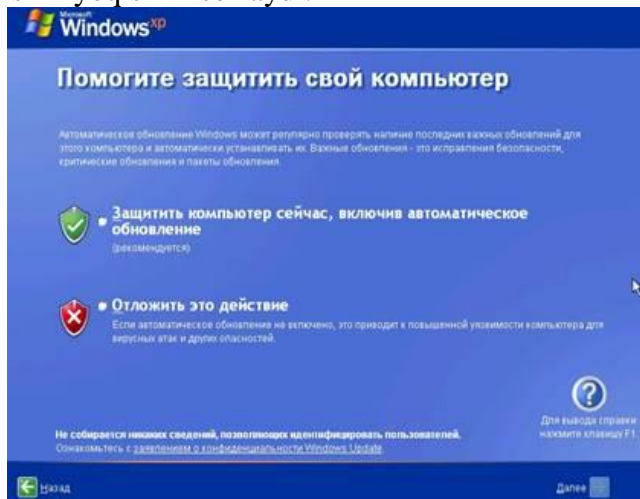 Microsoft
Windows xp
Помогите защитить свой компьютер
Автоматическое обновление Windows может регулярно проверять наличие последних важных обновлений для
этого компьютера и автоматически устанавливать их. Важные обновления - это исправления безопасности,
критические обновления и пакеты обновления.
Защитить компьютер сейчас, включив автоматическое
обновление
(рекомендуется)
Отложить это действие
Если автоматическое обновление не включено, это приводит к повышенной уязвимости компьютера для
вирусных атак и других опасностей.
Для вывода справки
нажмите клавишу F1.
Не собирается никаких сведений, позволяющих идентифицировать пользователей.
Ознакомьтесь с заявлением о конфиденциальности Windows Update.
Назад
Далее